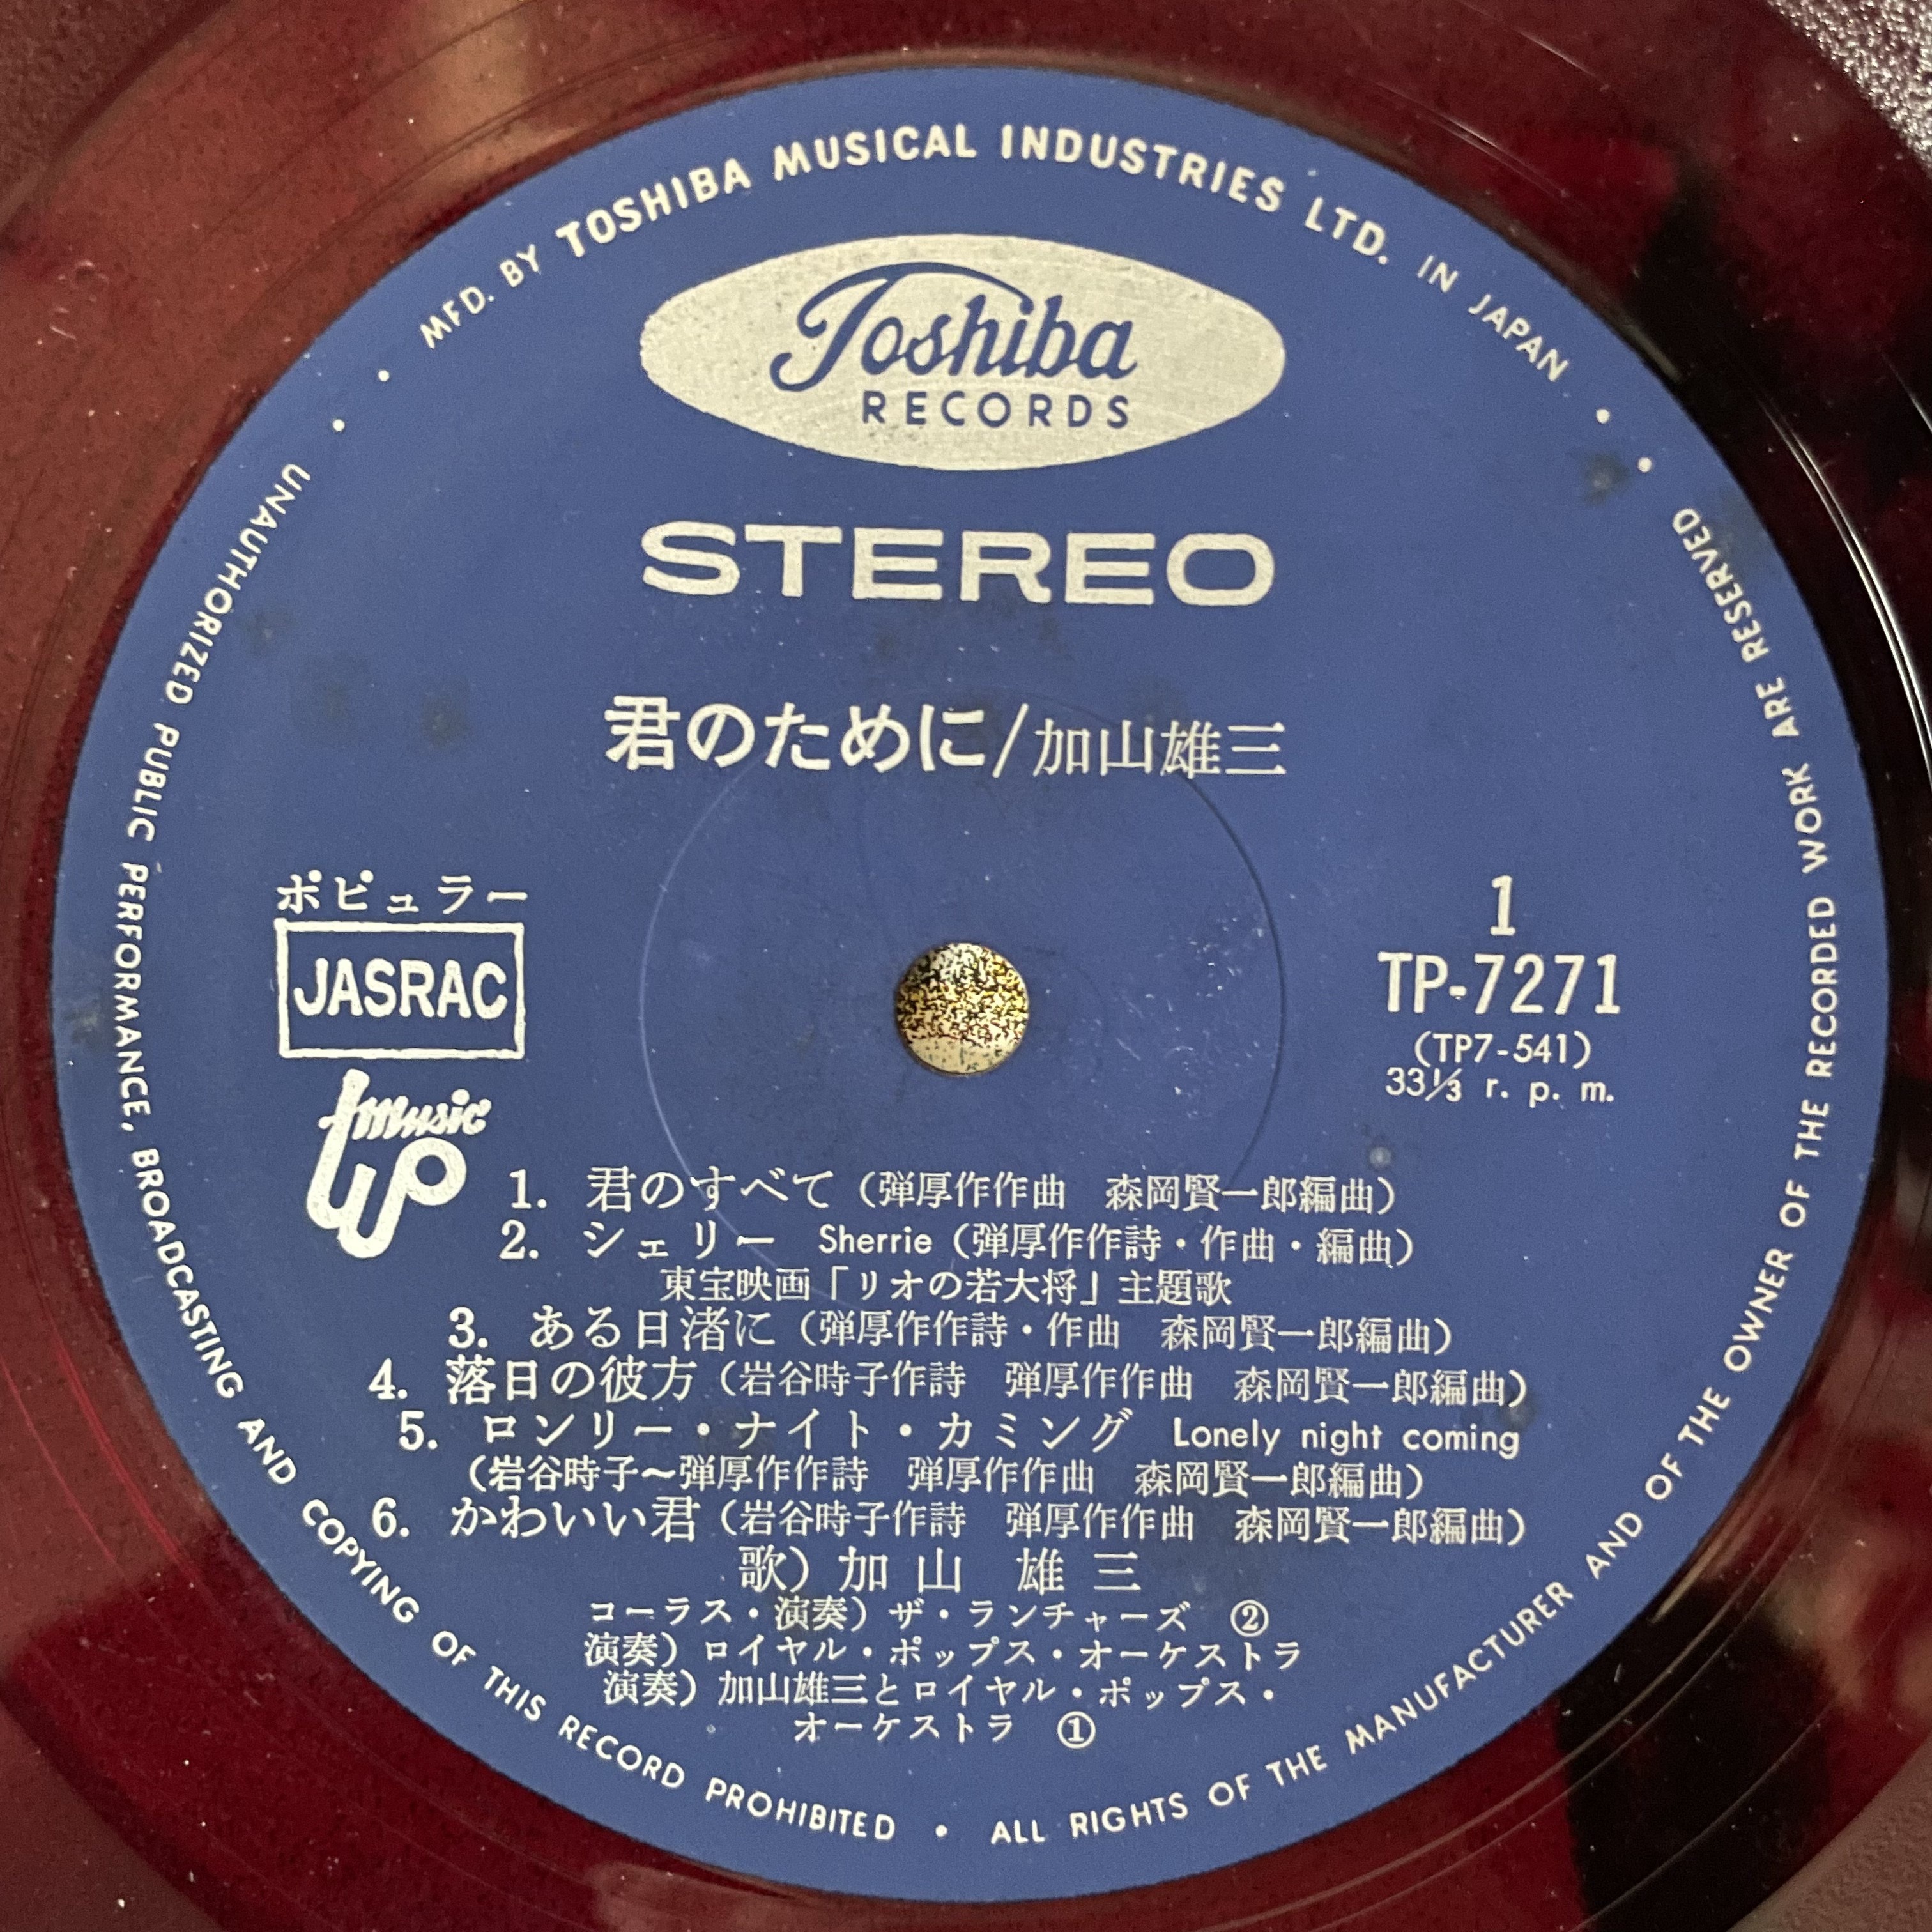 MFD. BY TOSHIBA MUSICAL INDUSTRIES LTD. IN JAPAN
Toshiba
RECORDS
STEREO
君のために/加山雄三
ポピュラー
JASRAC
music
up
1
TP-7271
(TP7-541)
33⅓ r. p. m.
1. 君のすべて（弾厚作作曲　森岡賢一郎編曲）
2. シェリー　Sherrie（弾厚作作詩・作曲・編曲）
東宝映画「リオの若大将」主題歌
3. ある日渚に（弾厚作作詩・作曲　森岡賢一郎編曲）
4. 落日の彼方（岩谷時子作詩　弾厚作作曲　森岡賢一郎編曲）
5. ロンリー・ナイト・カミング　Lonely night coming
（岩谷時子〜弾厚作作詩　弾厚作作曲　森岡賢一郎編曲）
6. かわいい君（岩谷時子作詩　弾厚作作曲　森岡賢一郎編曲）
歌）加山　雄三
コーラス・演奏）ザ・ランチャーズ　②
演奏）ロイヤル・ポップス・オーケストラ
演奏）加山雄三とロイヤル・ポップス・
オーケストラ　①
UNAUTHORIZED PUBLIC PERFORMANCE, BROADCASTING AND COPYING OF THIS RECORD PROHIBITED • ALL RIGHTS OF THE MANUFACTURER AND OF THE OWNER OF THE RECORDED WORK ARE RESERVED